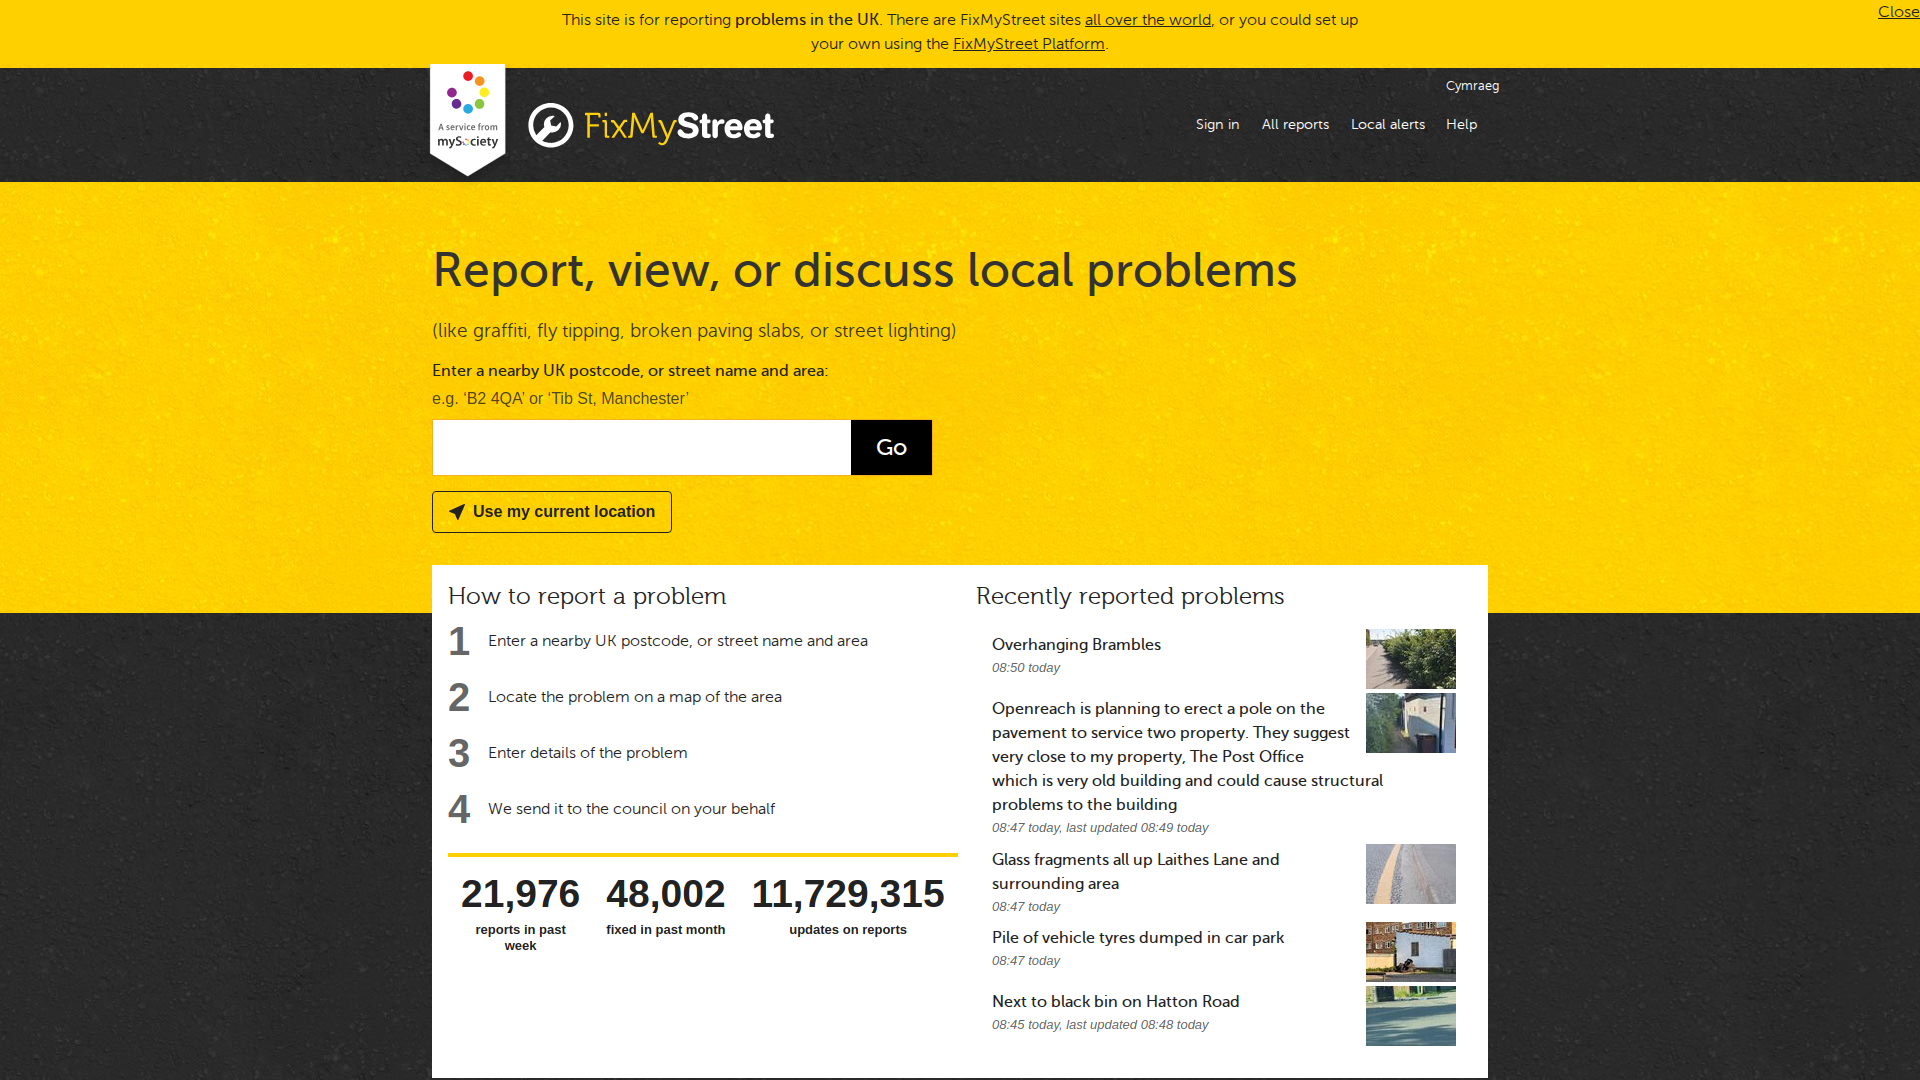 This site is for reporting problems in the UK. There are FixMyStreet sites all over the world, or you could set up
your own using the FixMyStreet Platform.
Close
Cymraeg
A service from
mySociety
FixMyStreet
Sign in
All reports
Local alerts
Help
Report, view, or discuss local problems
(like graffiti, fly tipping, broken paving slabs, or street lighting)
Enter a nearby UK postcode, or street name and area:
e.g. ‘B2 4QA’ or ‘Tib St, Manchester’
Go
Use my current location
How to report a problem
1 Enter a nearby UK postcode, or street name and area
2 Locate the problem on a map of the area
3 Enter details of the problem
4 We send it to the council on your behalf
21,976
reports in past
week
48,002
fixed in past month
11,729,315
updates on reports
Recently reported problems
Overhanging Brambles
08:50 today
Openreach is planning to erect a pole on the
pavement to service two property. They suggest
very close to my property, The Post Office
which is very old building and could cause structural
problems to the building
08:47 today, last updated 08:49 today
Glass fragments all up Laithes Lane and
surrounding area
08:47 today
Pile of vehicle tyres dumped in car park
08:47 today
Next to black bin on Hatton Road
08:45 today, last updated 08:48 today